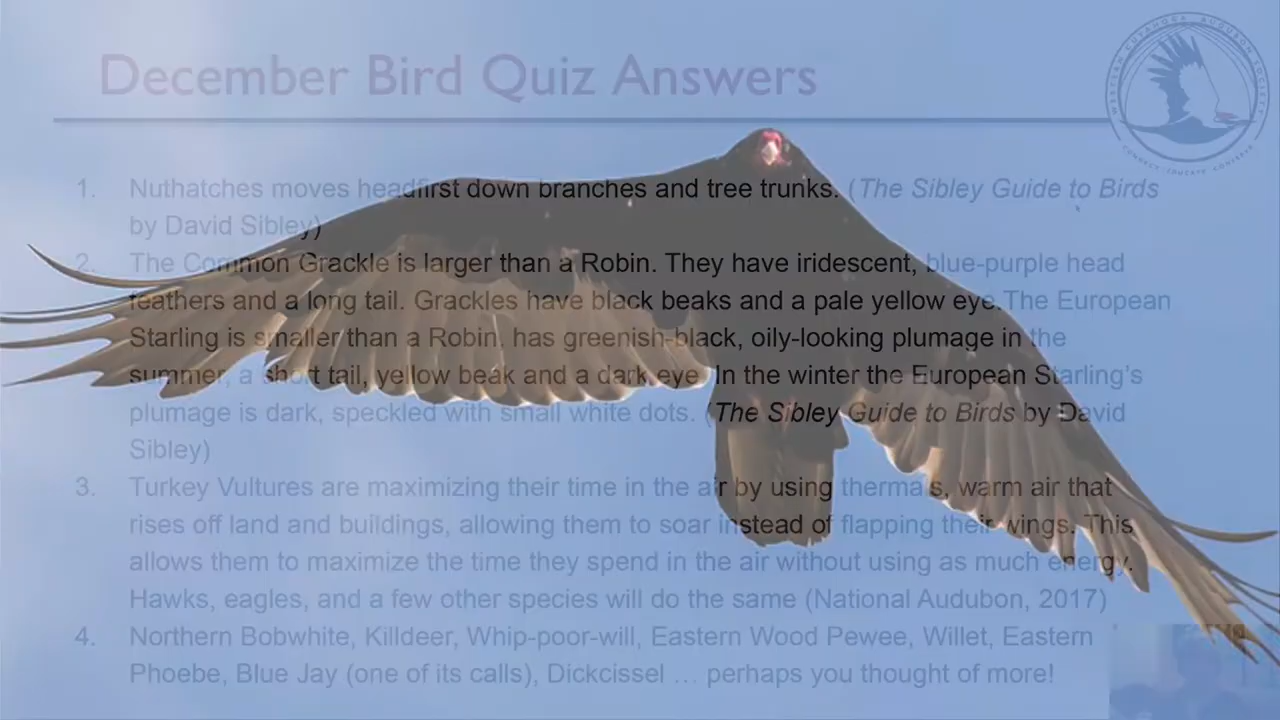 December Bird Quiz Answers
WESTERN CUYAHOGA AUDUBON SOCIETY
CONNECT EDUCATE CONSERVE
1. Nuthatches moves headfirst down branches and tree trunks. (The Sibley Guide to Birds
by David Sibley)
2. The Common Grackle is larger than a Robin. They have iridescent, blue-purple head
feathers and a long tail. Grackles have black beaks and a pale yellow eye. The European
Starling is smaller than a Robin, has greenish-black, oily-looking plumage in the
summer, a short tail, yellow beak and a dark eye. In the winter the European Starling's
plumage is dark, speckled with small white dots. (The Sibley Guide to Birds by David
Sibley)
3. Turkey Vultures are maximizing their time in the air by using thermals, warm air that
rises off land and buildings, allowing them to soar instead of flapping their wings. This
allows them to maximize the time they spend in the air without using as much energy.
Hawks, eagles, and a few other species will do the same (National Audubon, 2017)
4. Northern Bobwhite, Killdeer, Whip-poor-will, Eastern Wood Pewee, Willet, Eastern
Phoebe, Blue Jay (one of its calls), Dickcissel … perhaps you thought of more!